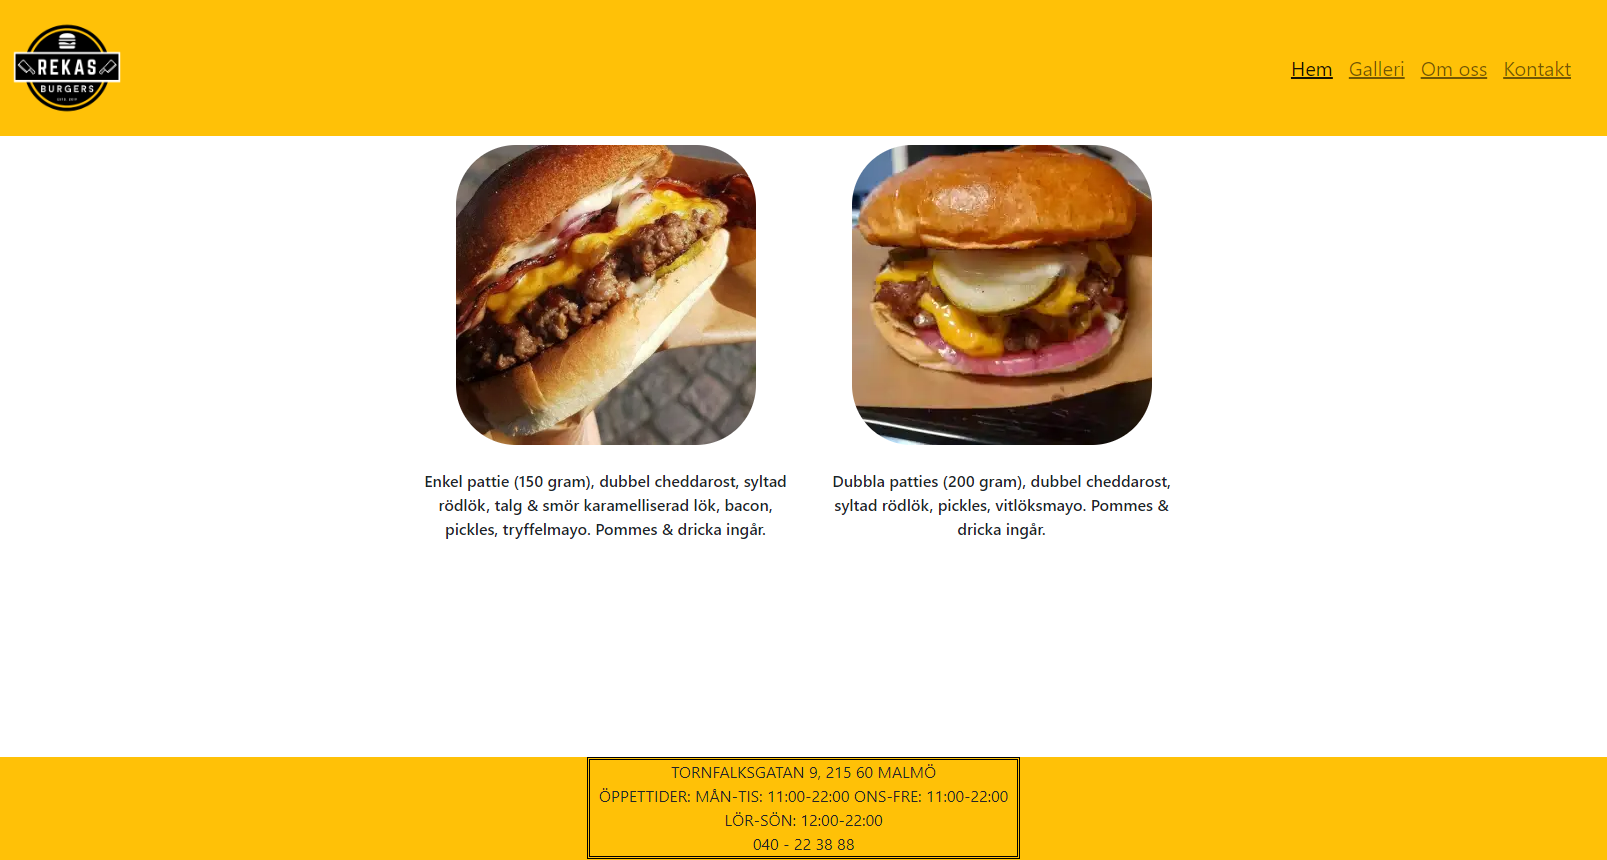 REKAS
BURGERS
Hem Galleri Om oss Kontakt
Enkel pattie (150 gram), dubbel cheddarost, syltad
rödlök, talg & smör karamelliserad lök, bacon,
pickles, tryffelmayo. Pommes & dricka ingår.
Dubbla patties (200 gram), dubbel cheddarost,
syltad rödlök, pickles, vitlöksmayo. Pommes &
dricka ingår.
TORNFALKSGATAN 9, 215 60 MALMÖ
ÖPPETTIDER: MÅN-TIS: 11:00-22:00 ONS-FRE: 11:00-22:00
LÖR-SÖN: 12:00-22:00
040 - 22 38 88